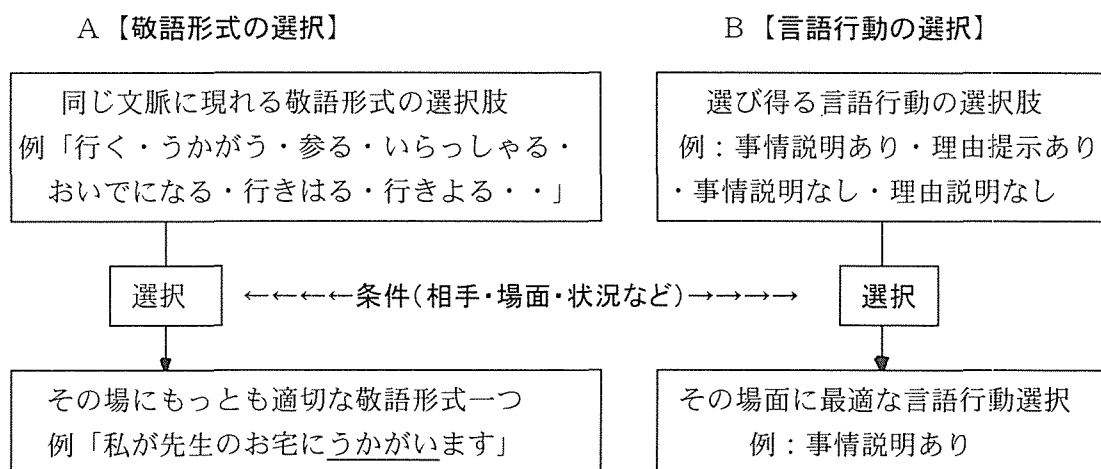 A【敬語形式の選択】
同じ文脈に現れる敬語形式の選択肢
例「行く・うかがう・参る・いらっしゃる・
おいでになる・行きはる・行きよる・・」
選択
その場にもっとも適切な敬語形式一つ
例「私が先生のお宅にうかがいます」
←←←←条件(相手・場面・状況など)→→→→
B【言語行動の選択】
選び得る言語行動の選択肢
例：事情説明あり・理由提示あり
・事情説明なし・理由説明なし
選択
その場面に最適な言語行動選択
例：事情説明あり